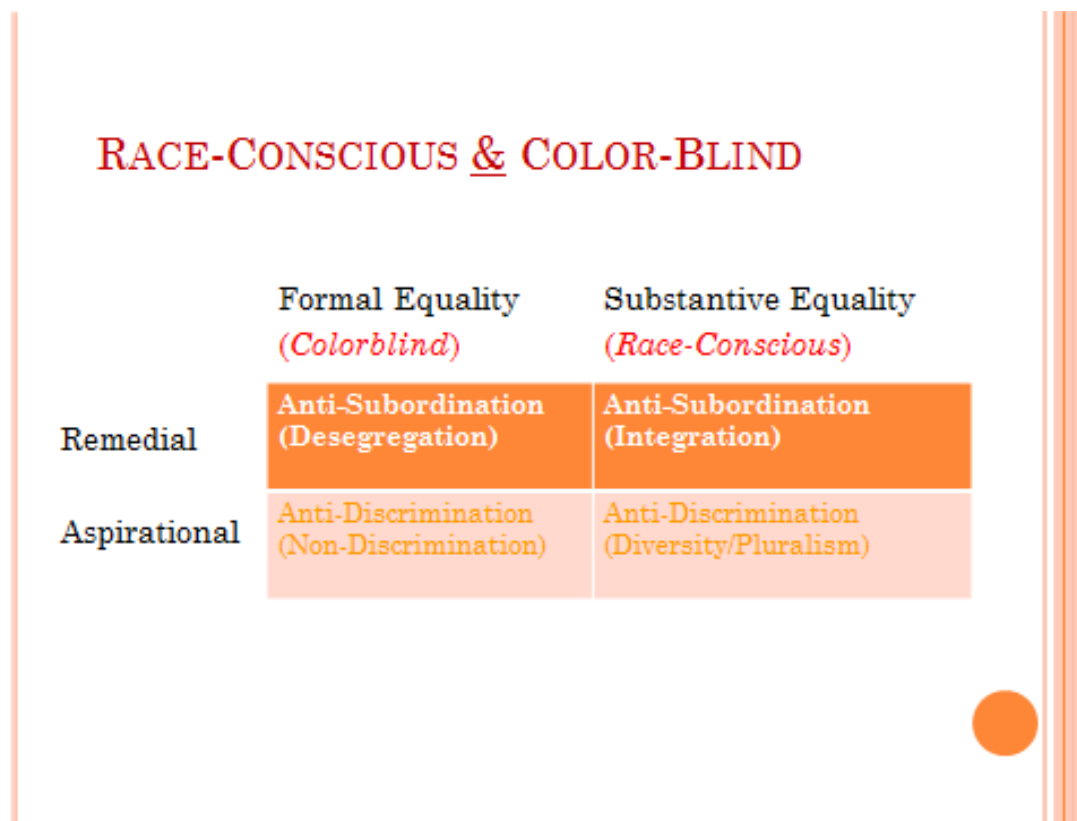 RACE-CONSCIOUS & COLOR-BLIND
Formal Equality Substantive Equality
(Colorblind) (Race-Conscious)
Remedial
Anti-Subordination Anti-Subordination
(Desegregation) (Integration)
Aspirational
Anti-Discrimination Anti-Discrimination
(Non-Discrimination) (Diversity/Pluralism)